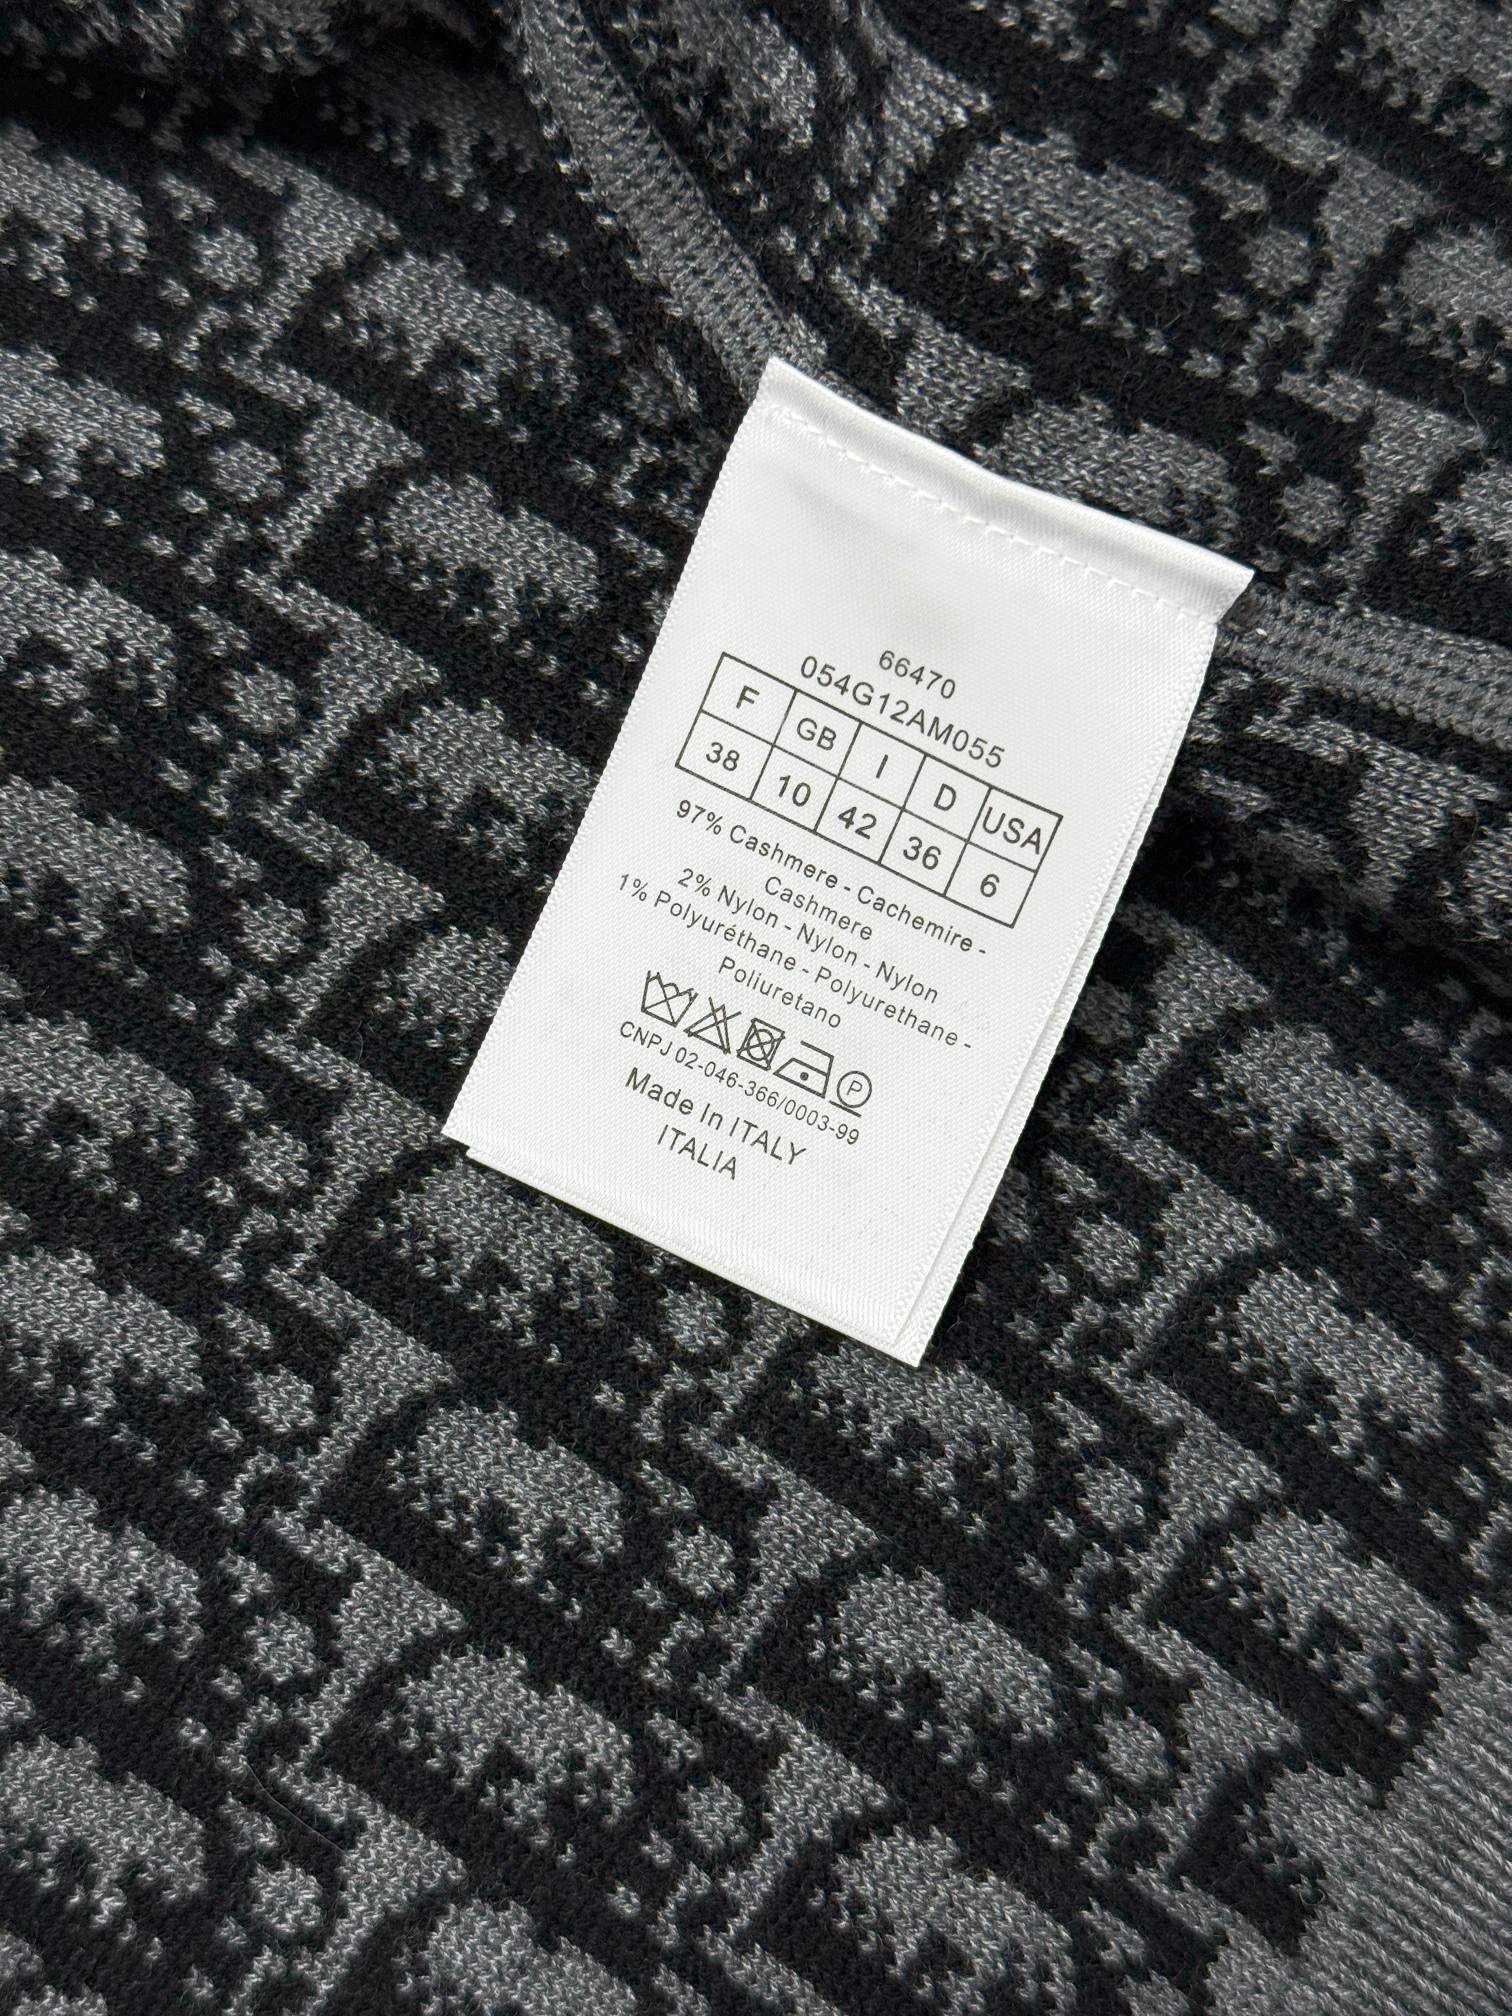 66470
054G12AM055
F GB I D USA
38 10 42 36 6
97% Cashmere - Cachemire -
Cashmere
2% Nylon - Nylon - Nylon
1% Polyuréthane - Polyurethane -
Poliuretano
P
CNPJ 02-046-366/0003-99
Made In ITALY
ITALIA